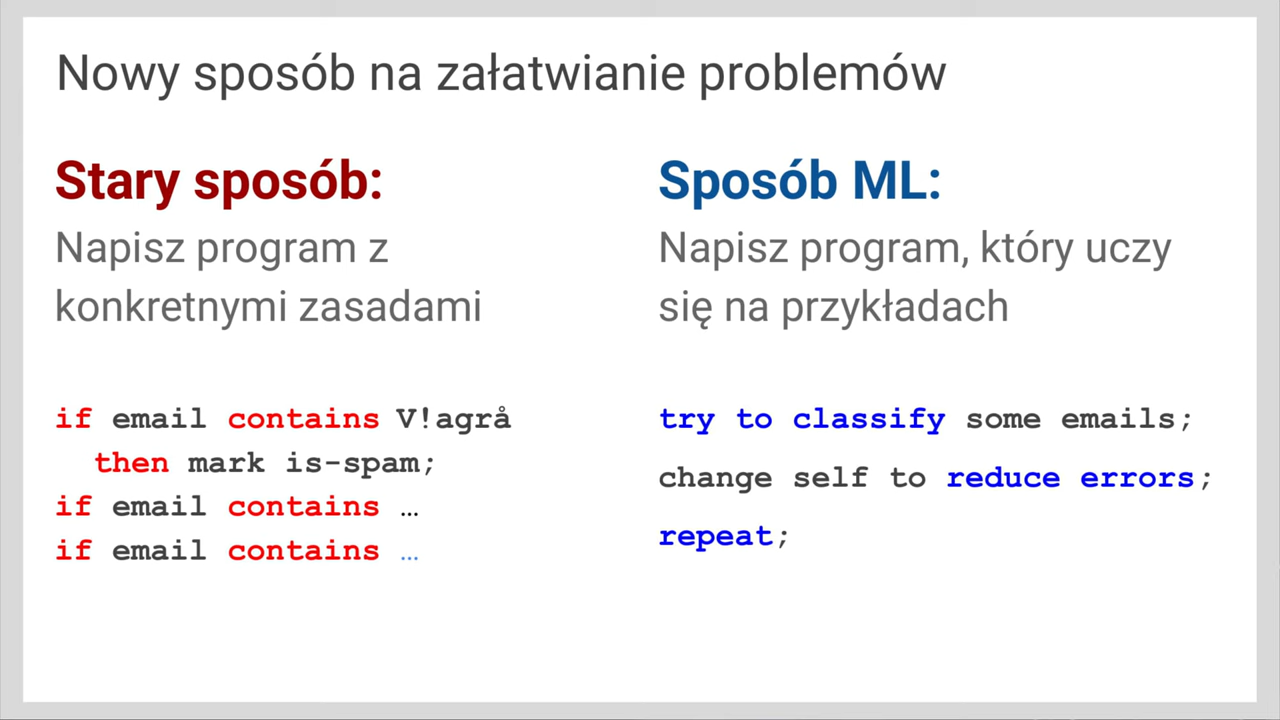 Nowy sposób na załatwianie problemów
Stary sposób:
Napisz program z
konkretnymi zasadami
if email contains V!agrå
then mark is-spam;
if email contains …
if email contains …
Sposób ML:
Napisz program, który uczy
się na przykładach
try to classify some emails;
change self to reduce errors;
repeat;